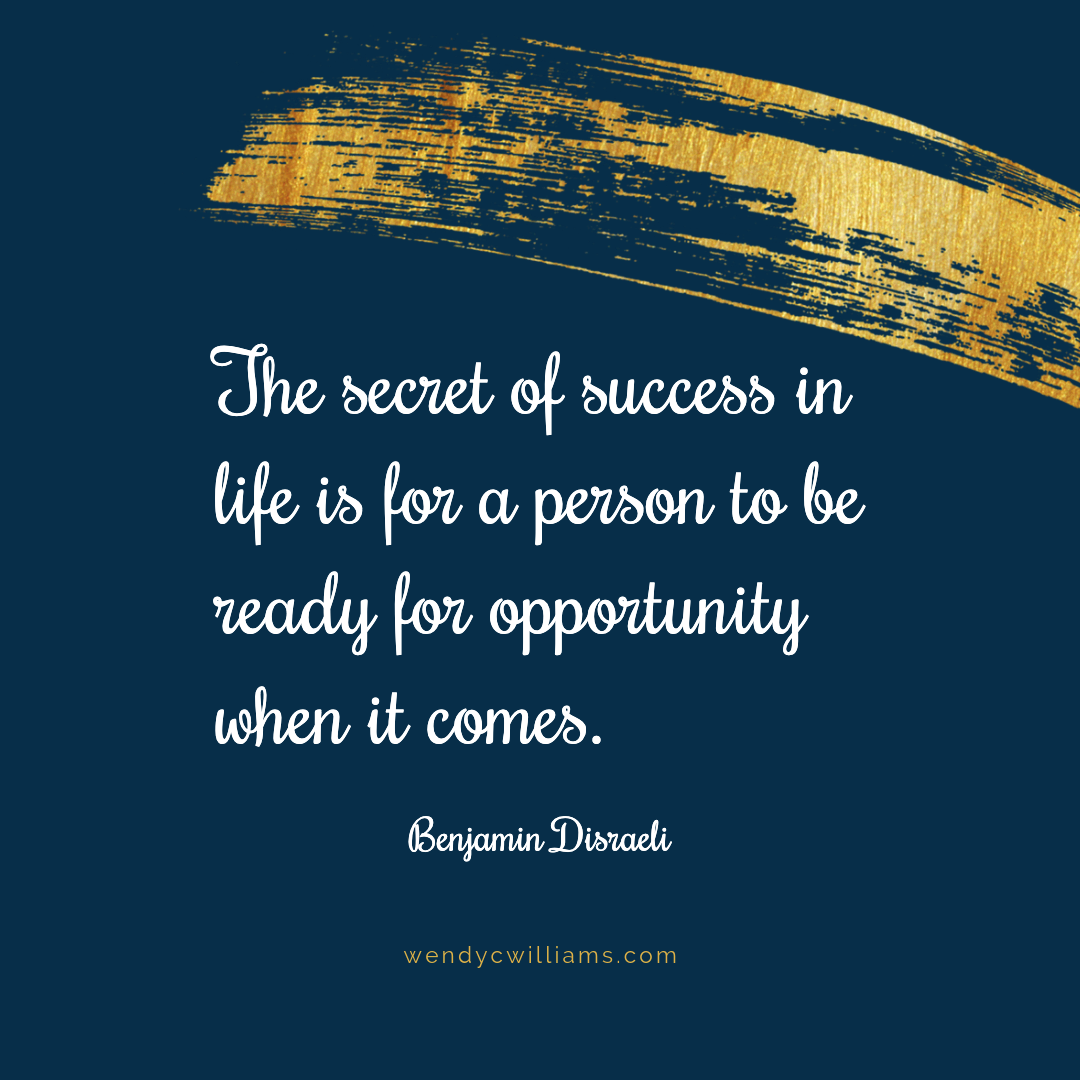 The secret of success in
life is for a person to be
ready for opportunity
when it comes.
Benjamin Disraeli
wendycwilliams.com